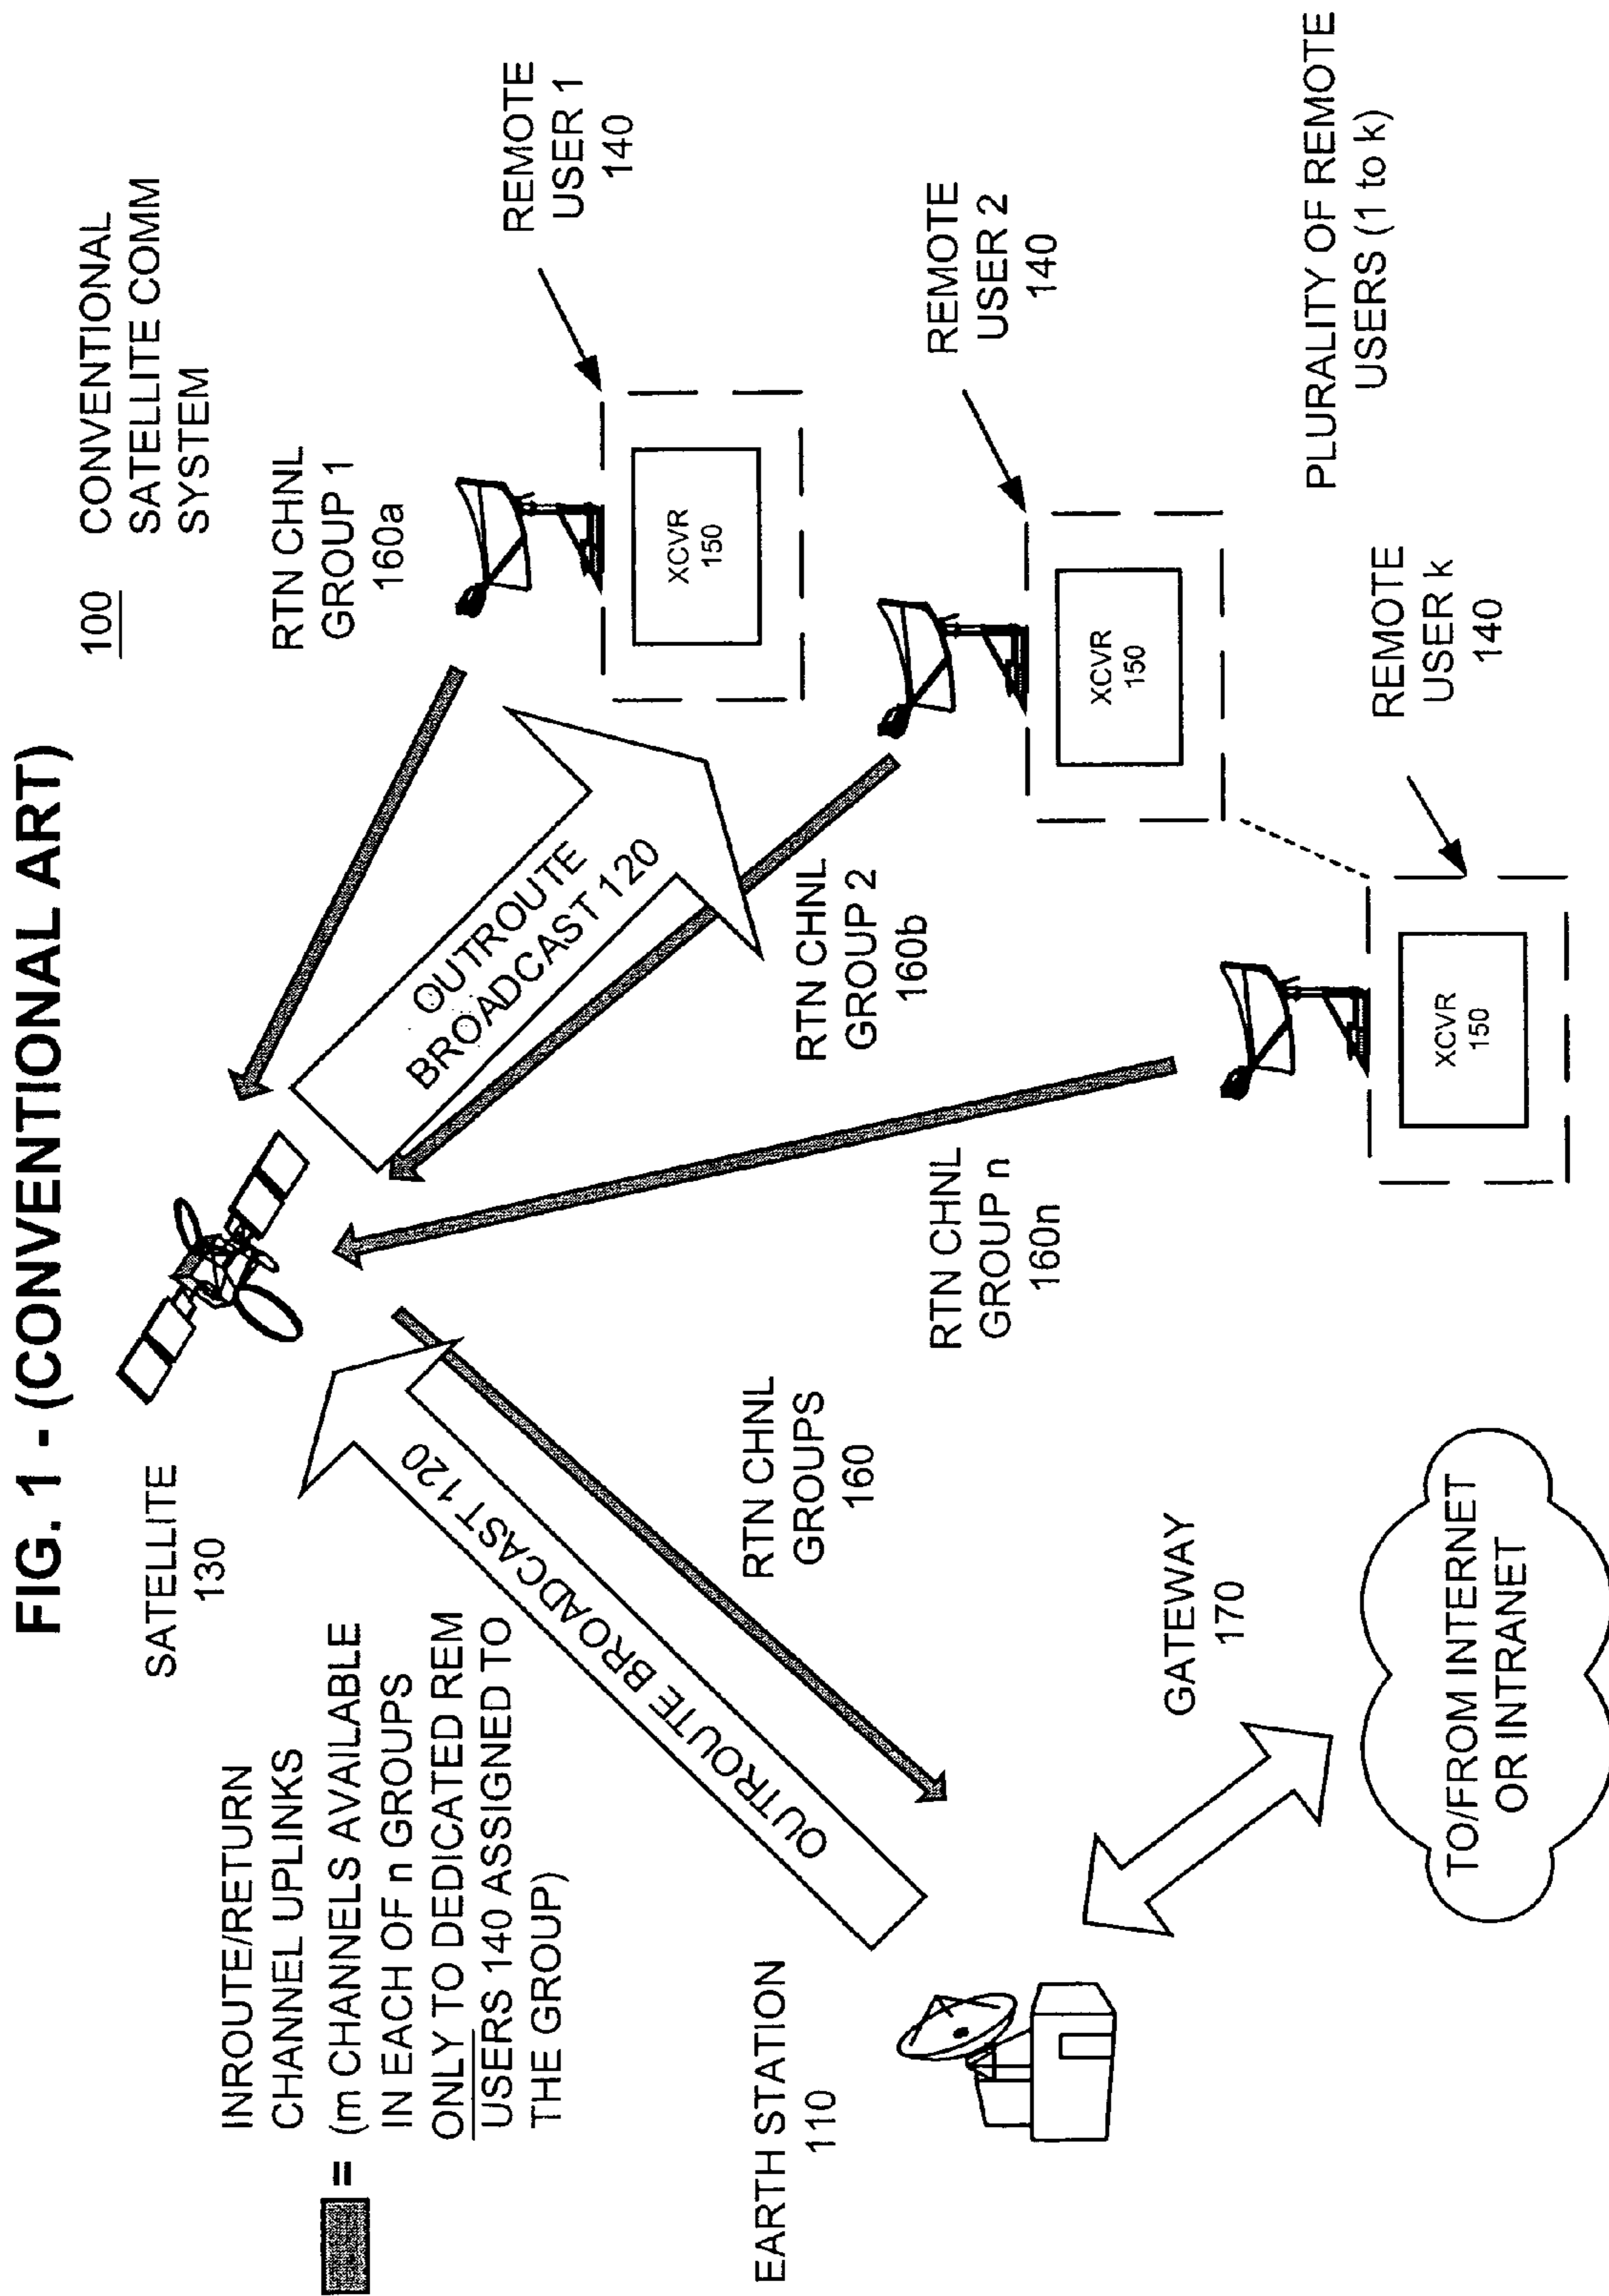 FIG. 1 - (CONVENTIONAL ART)
100 CONVENTIONAL
SATELLITE COMM
SYSTEM
SATELLITE
130
INROUTE/RETURN
CHANNEL UPLINKS
= (m CHANNELS AVAILABLE
IN EACH OF n GROUPS
ONLY TO DEDICATED REM
USERS 140 ASSIGNED TO
THE GROUP)
RTN CHNL
GROUP 1
160a
OUTROUTE
BROADCAST 120
REMOTE
USER 1
140
XCVR
150
OUTROUTE BROADCAST 120
RTN CHNL
GROUPS
160
RTN CHNL
GROUP 2
160b
REMOTE
USER 2
140
XCVR
150
RTN CHNL
GROUP n
160n
EARTH STATION
110
GATEWAY
170
PLURALITY OF REMOTE
USERS (1 to k)
REMOTE
USER k
140
XCVR
150
TO/FROM INTERNET
OR INTRANET